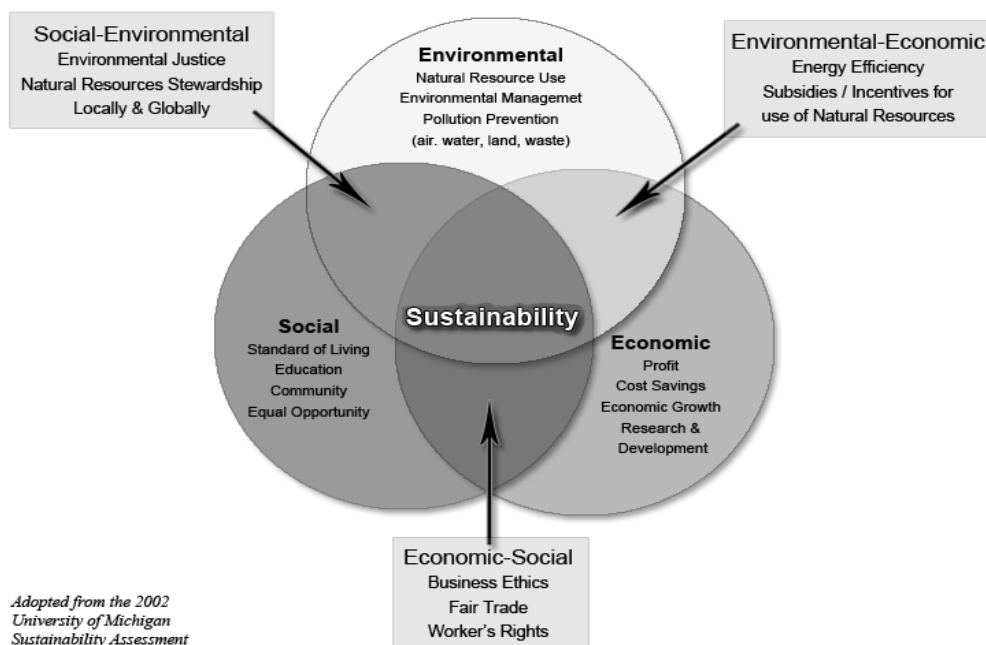 Social-Environmental
Environmental Justice
Natural Resources Stewardship
Locally & Globally
Environmental
Natural Resource Use
Environmental Managemet
Pollution Prevention
(air. water, land, waste)
Environmental-Economic
Energy Efficiency
Subsidies / Incentives for
use of Natural Resources
Sustainability
Social
Standard of Living
Education
Community
Equal Opportunity
Economic
Profit
Cost Savings
Economic Growth
Research &
Development
Economic-Social
Business Ethics
Fair Trade
Worker's Rights
Adopted from the 2002
University of Michigan
Sustainability Assessment